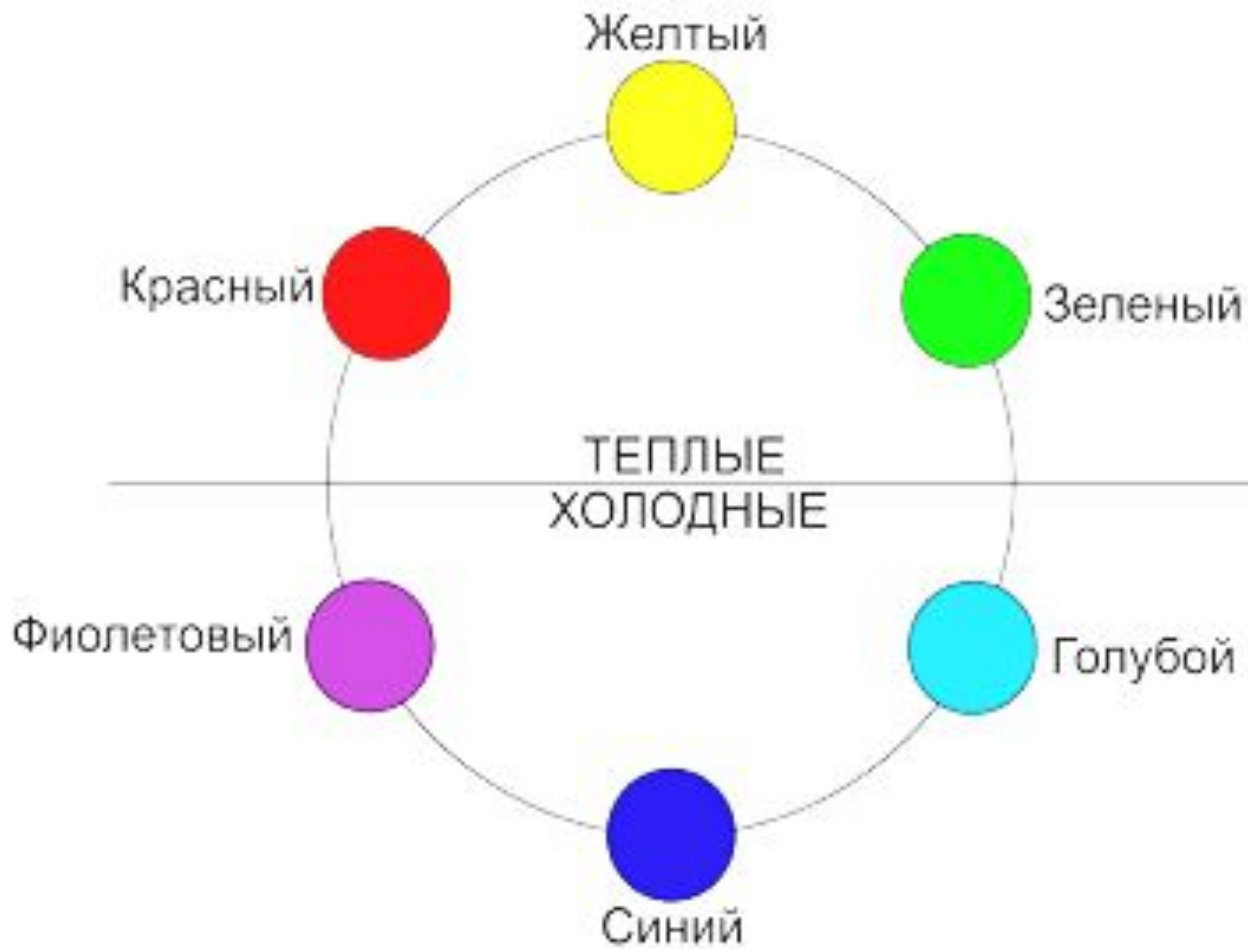 Желтый
Красный
Зеленый
ТЕПЛЫЕ
ХОЛОДНЫЕ
Фиолетовый
Голубой
Синий